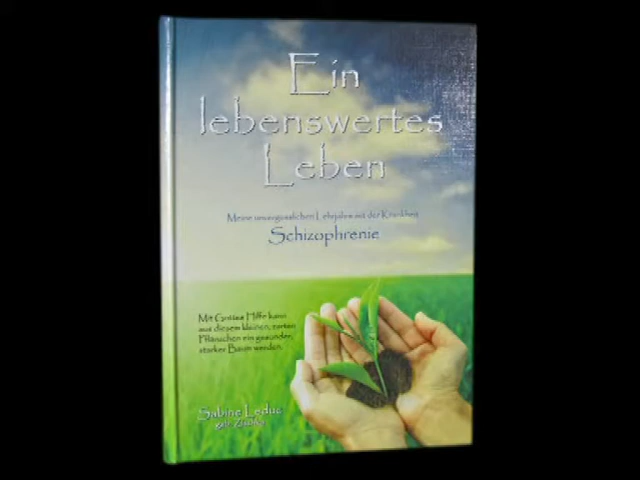 Ein
lebenswertes
Leben
Meine unvergesslichen Lehrjahre mit der Krankheit
Schizophrenie
Mit Gottes Hilfe kann
aus diesem kleinen, zarten
Pflänzchen ein gesunder,
starker Baum werden.
Sabine Leduc